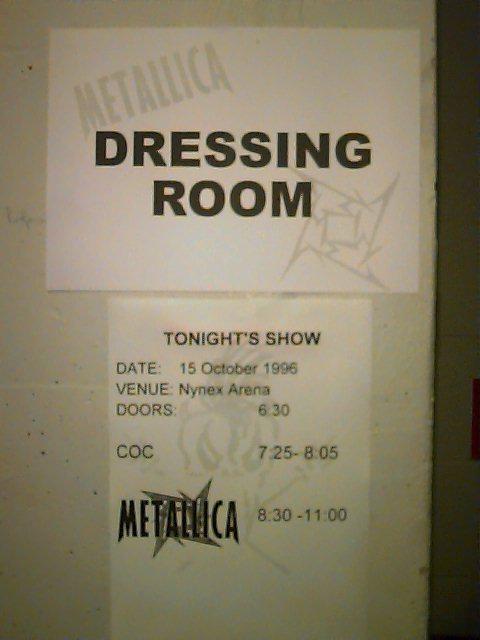 METALLICA
DRESSING
ROOM
TONIGHT'S SHOW
DATE: 15 October 1996
VENUE: Nynex Arena
DOORS: 6:30
COC 7:25- 8:05
METALLICA 8:30 -11:00